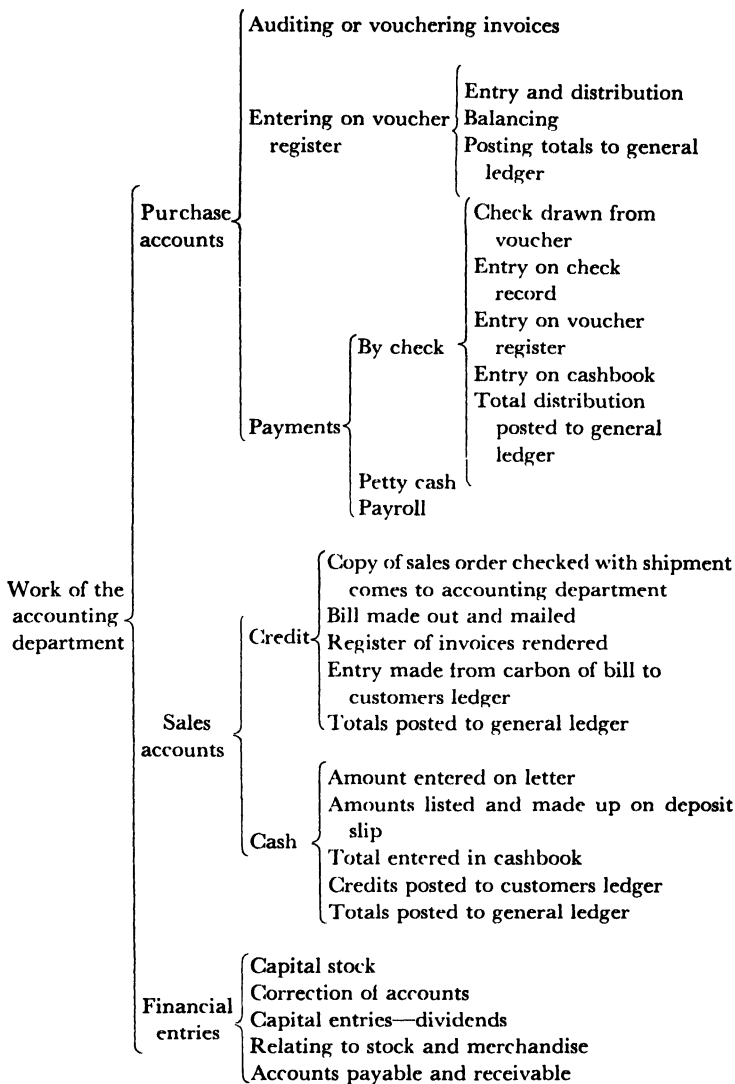 Auditing or vouchering invoices
Entering on voucher
register
Entry and distribution
Balancing
Posting totals to general
ledger
Purchase
accounts
Payments
By check
Check drawn from
voucher
Entry on check
record
Entry on voucher
register
Entry on cashbook
Total distribution
posted to general
ledger
Petty cash
Payroll
Work of the
accounting
department
Sales
accounts
Credit
Copy of sales order checked with shipment
comes to accounting department
Bill made out and mailed
Register of invoices rendered
Entry made from carbon of bill to
customers ledger
Totals posted to general ledger
Cash
Amount entered on letter
Amounts listed and made up on deposit
slip
Total entered in cashbook
Credits posted to customers ledger
Totals posted to general ledger
Financial
entries
Capital stock
Correction of accounts
Capital entries—dividends
Relating to stock and merchandise
Accounts payable and receivable